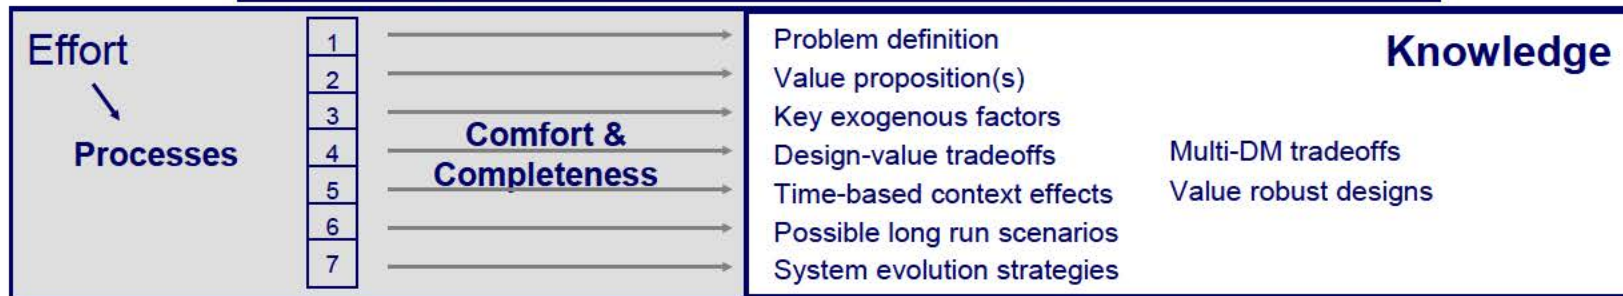 Effort
Processes
1
2
3
4
5
6
7
Comfort &
Completeness
Knowledge
Problem definition
Value proposition(s)
Key exogenous factors
Design-value tradeoffs
Time-based context effects
Possible long run scenarios
System evolution strategies
Multi-DM tradeoffs
Value robust designs